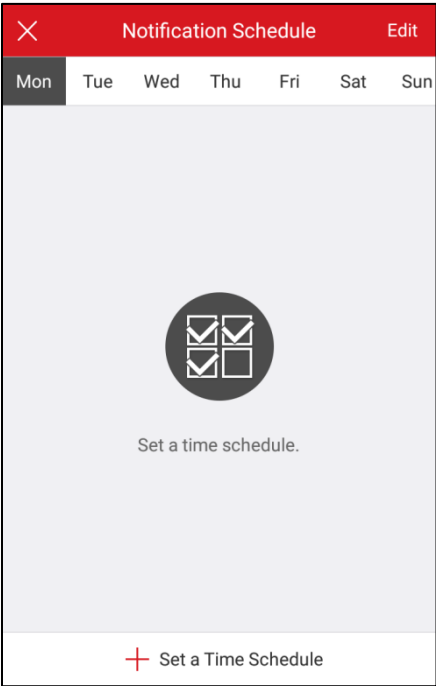 Notification Schedule Edit
Mon Tue Wed Thu Fri Sat Sun
Set a time schedule.
Set a Time Schedule